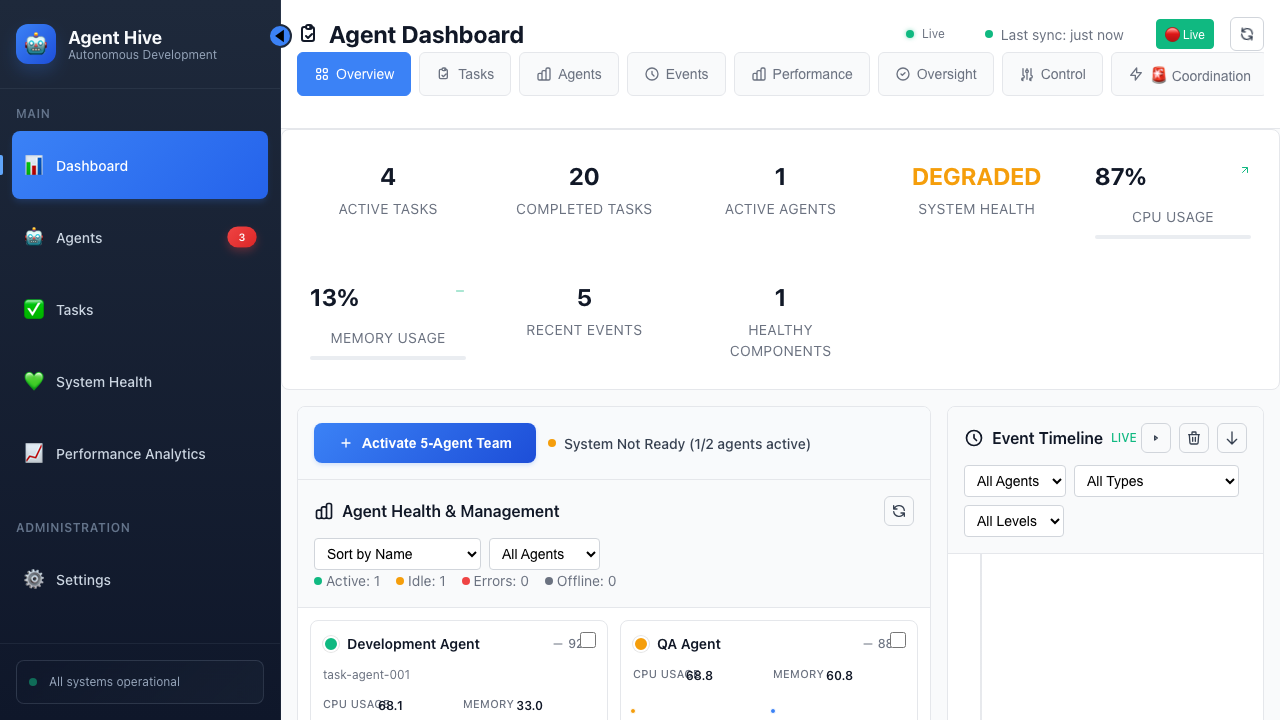 Agent Hive
Autonomous Development
MAIN
Dashboard
Agents
3
Tasks
System Health
Performance Analytics
ADMINISTRATION
Settings
All systems operational
Agent Dashboard
Live
Last sync: just now
Live
Overview
Tasks
Agents
Events
Performance
Oversight
Control
Coordination
4
ACTIVE TASKS
20
COMPLETED TASKS
1
ACTIVE AGENTS
DEGRADED
SYSTEM HEALTH
87%
CPU USAGE
13%
MEMORY USAGE
5
RECENT EVENTS
1
HEALTHY
COMPONENTS
Activate 5-Agent Team
System Not Ready (1/2 agents active)
Agent Health & Management
Sort by Name
All Agents
Active: 1
Idle: 1
Errors: 0
Offline: 0
Development Agent
92
task-agent-001
CPU USAGE 68.1
MEMORY 33.0
QA Agent
88
CPU USAGE 68.8
MEMORY 60.8
Event Timeline
LIVE
All Agents
All Types
All Levels